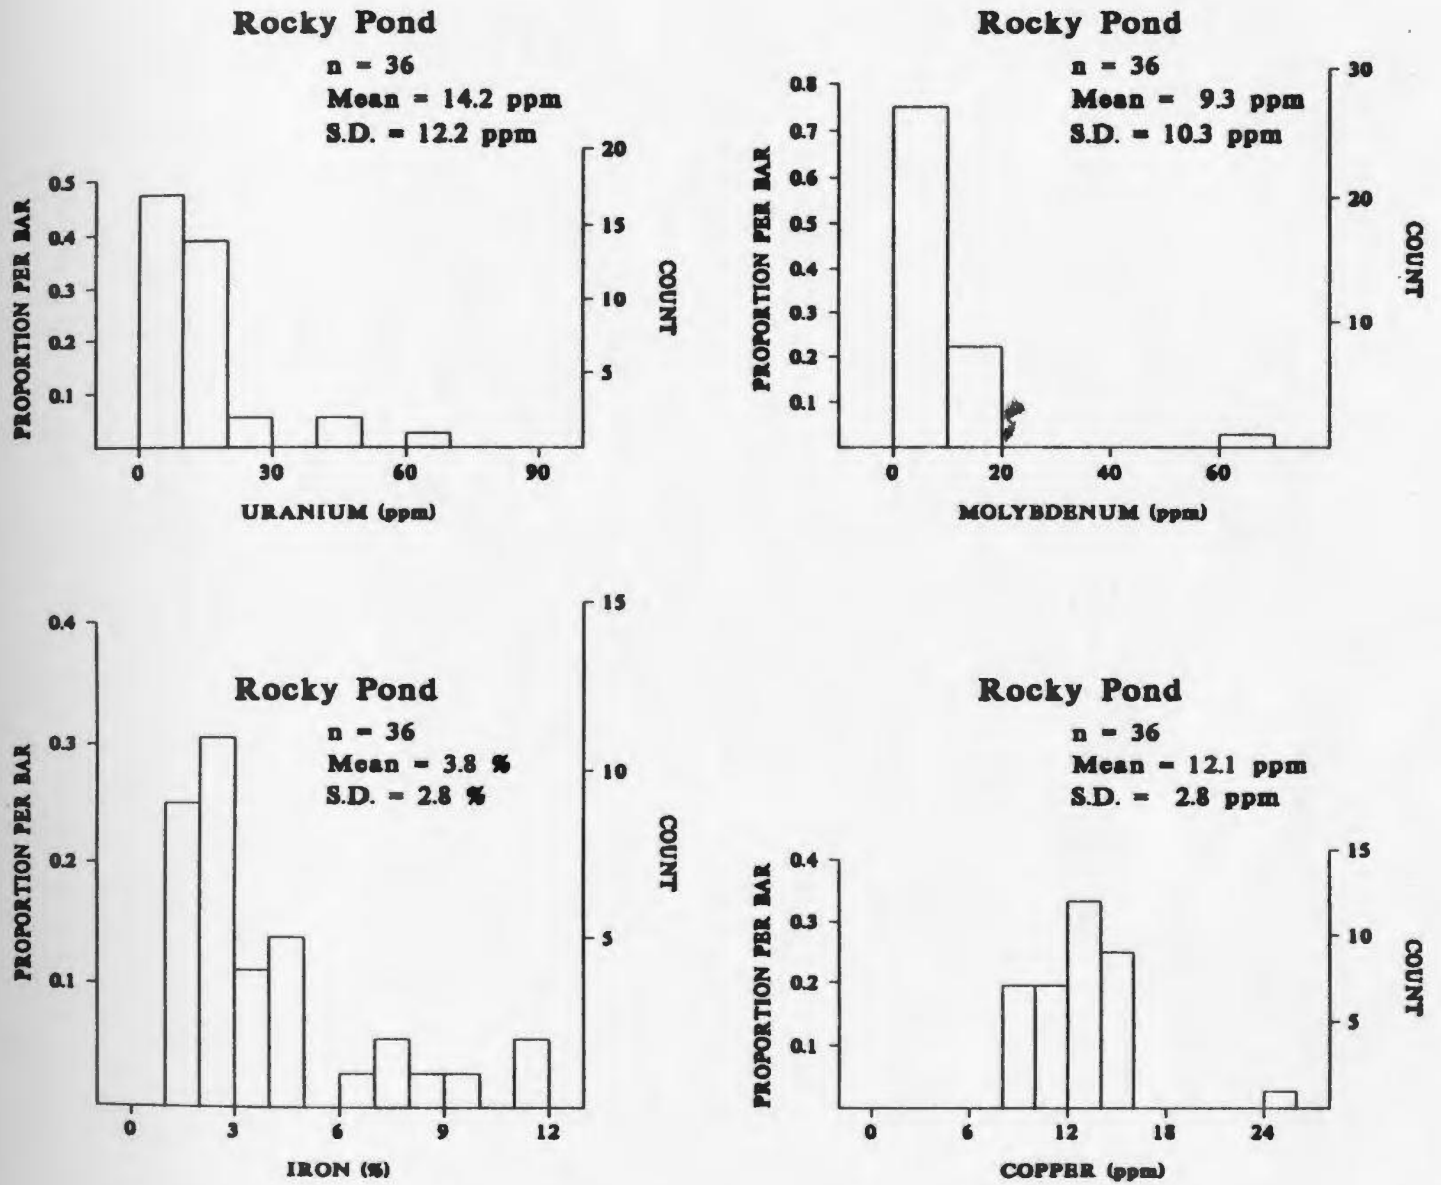 Rocky Pond
n = 36
Mean = 14.2 ppm
S.D. = 12.2 ppm
PROPORTION PER BAR
0.5
0.4
0.3
0.2
0.1
20
15
10
5
COUNT
0 30 60 90
URANIUM (ppm)
Rocky Pond
n = 36
Mean = 9.3 ppm
S.D. = 10.3 ppm
PROPORTION PER BAR
0.8
0.7
0.6
0.5
0.4
0.3
0.2
0.1
30
20
10
COUNT
0 20 40 60
MOLYBDENUM (ppm)
Rocky Pond
n = 36
Mean = 3.8 %
S.D. = 2.8 %
PROPORTION PER BAR
0.4
0.3
0.2
0.1
15
10
5
COUNT
0 3 6 9 12
IRON (%)
Rocky Pond
n = 36
Mean = 12.1 ppm
S.D. = 2.8 ppm
PROPORTION PER BAR
0.4
0.3
0.2
0.1
15
10
5
COUNT
0 6 12 18 24
COPPER (ppm)